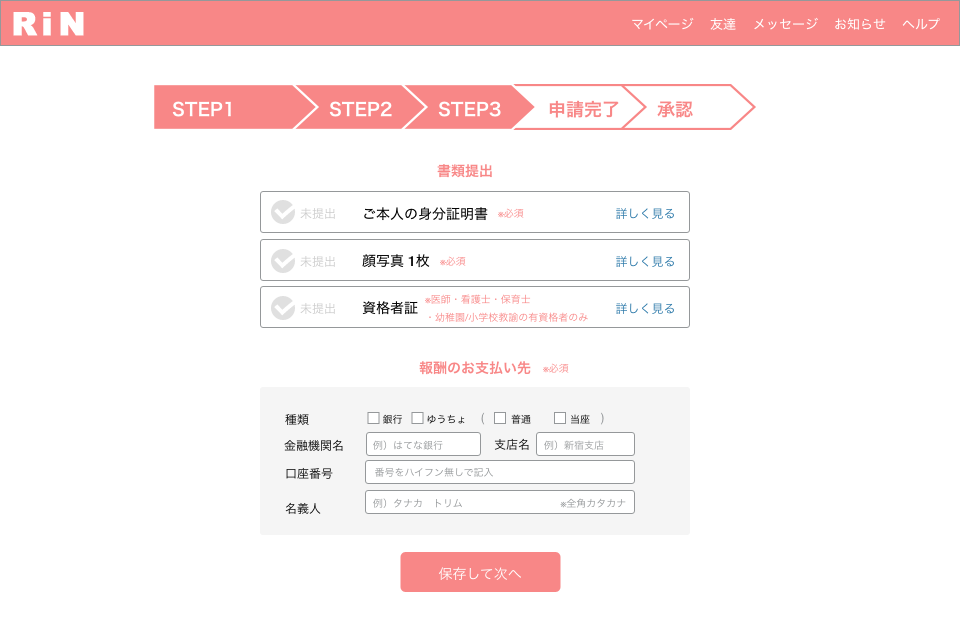 RiN マイページ 友達 メッセージ お知らせ ヘルプ
STEP1 STEP2 STEP3 申請完了 承認
書類提出
未提出 ご本人の身分証明書 ※必須 詳しく見る
未提出 顔写真 1枚 ※必須 詳しく見る
未提出 資格者証 ※医師・看護士・保育士
・幼稚園/小学校教諭の有資格者のみ 詳しく見る
報酬のお支払い先 ※必須
種類 銀行 ゆうちょ ( 普通 当座 )
金融機関名 例）はてな銀行 支店名 例）新宿支店
口座番号 番号をハイフン無しで記入
名義人 例）タナカ　トリム ※全角カタカナ
保存して次へ